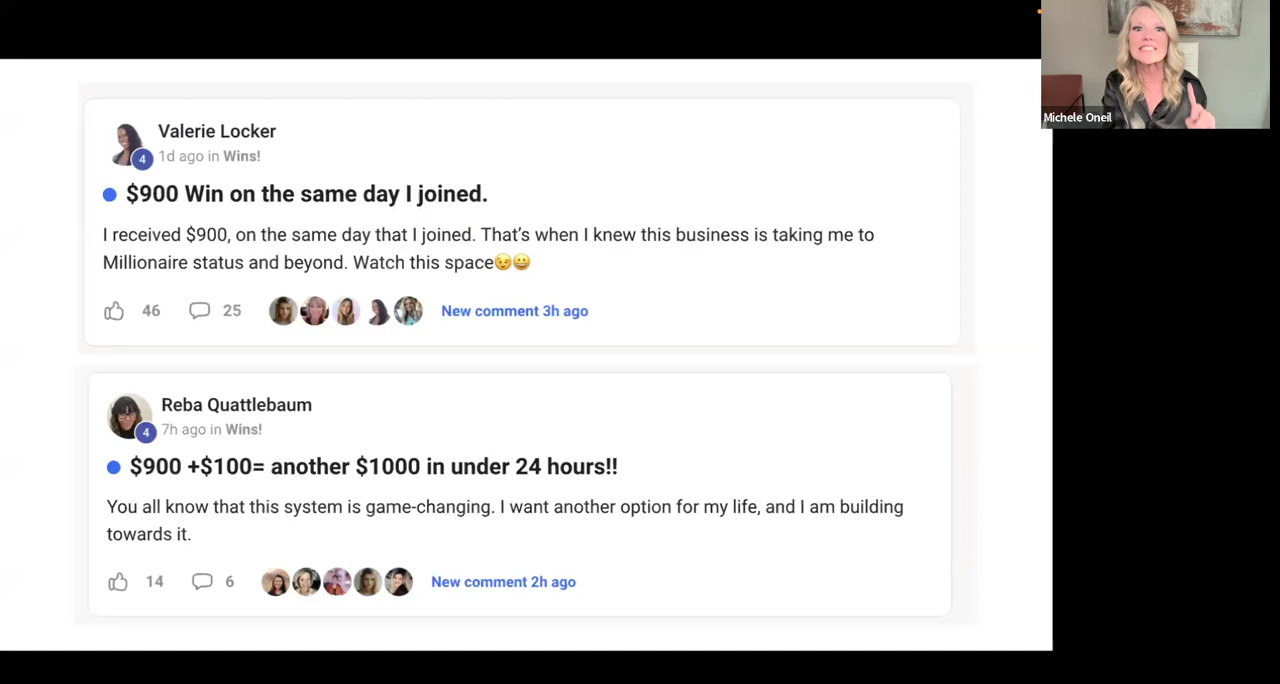 Michele Oneil
Valerie Locker
4
1d ago in Wins!
$900 Win on the same day I joined.
I received $900, on the same day that I joined. That’s when I knew this business is taking me to
Millionaire status and beyond. Watch this space😉😀
46 25 New comment 3h ago
Reba Quattlebaum
4
7h ago in Wins!
$900 +$100= another $1000 in under 24 hours!!
You all know that this system is game-changing. I want another option for my life, and I am building
towards it.
14 6 New comment 2h ago